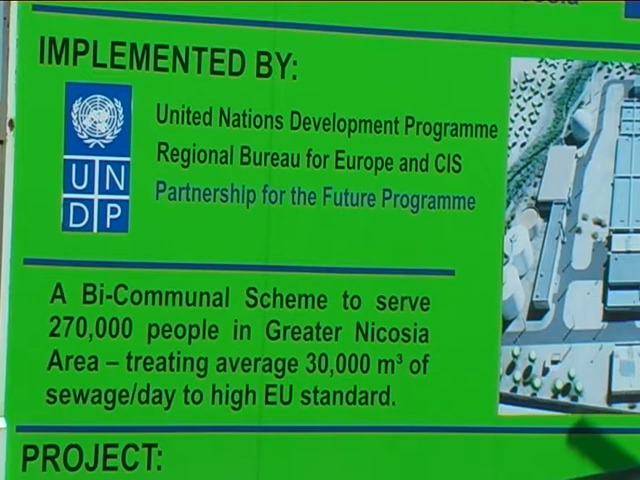 IMPLEMENTED BY:
United Nations Development Programme
Regional Bureau for Europe and CIS
Partnership for the Future Programme
UN
DP
A Bi-Communal Scheme to serve
270,000 people in Greater Nicosia
Area – treating average 30,000 m³ of
sewage/day to high EU standard.
PROJECT: